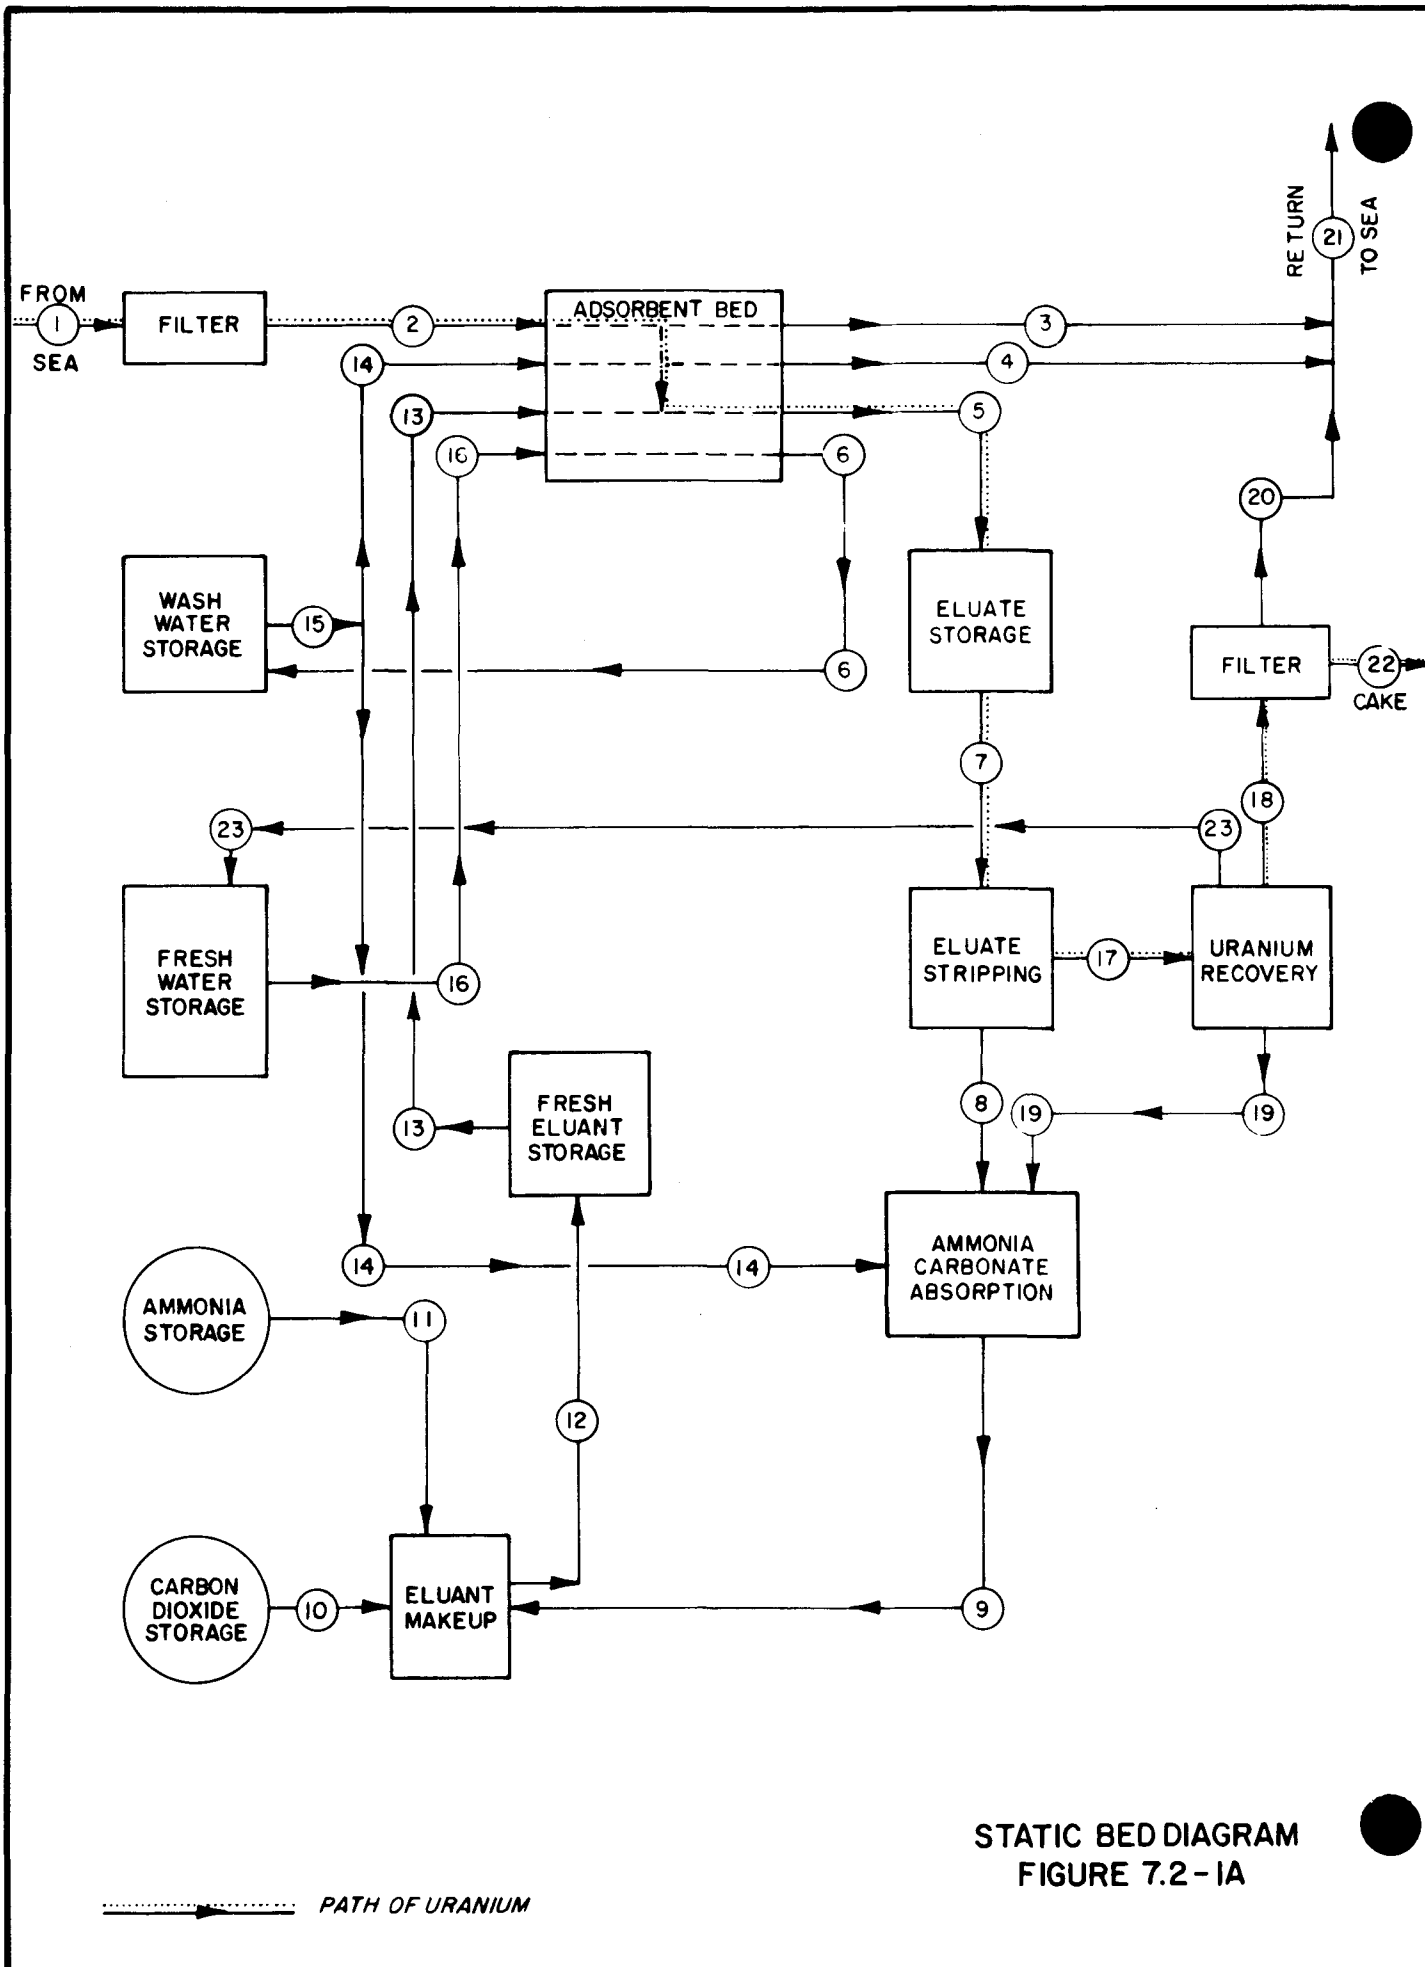 RETURN
21
TO SEA
FROM
1
SEA
FILTER
2
ADSORBENT BED
3
14
4
13
5
16
6
WASH
WATER
STORAGE
15
6
ELUATE
STORAGE
20
FILTER
22
CAKE
7
18
23
23
FRESH
WATER
STORAGE
16
ELUATE
STRIPPING
17
URANIUM
RECOVERY
13
FRESH
ELUANT
STORAGE
8
19
19
14
14
AMMONIA
CARBONATE
ABSORPTION
AMMONIA
STORAGE
11
12
CARBON
DIOXIDE
STORAGE
10
ELUANT
MAKEUP
9
STATIC BED DIAGRAM
FIGURE 7.2-1A
PATH OF URANIUM